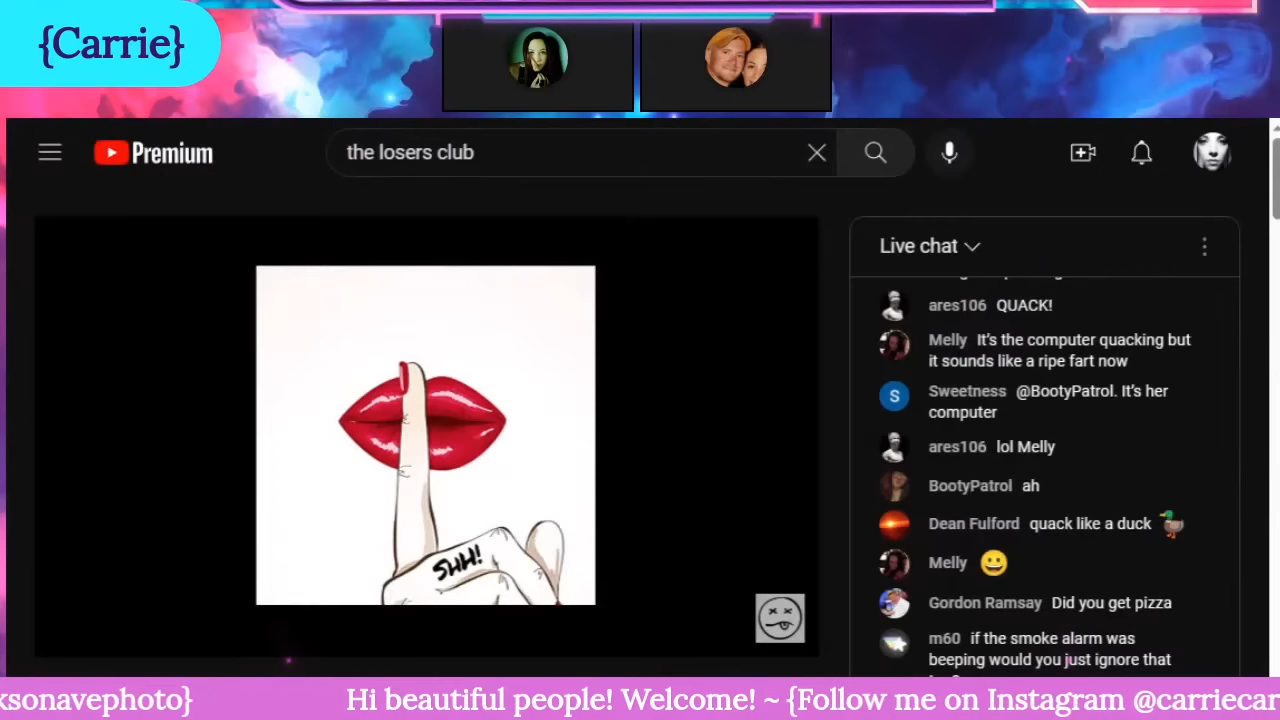 {Carrie}
Premium
the losers club
Live chat
ares106 QUACK!
Melly It's the computer quacking but
it sounds like a ripe fart now
Sweetness @BootyPatrol. It's her
computer
ares106 lol Melly
BootyPatrol ah
Dean Fulford quack like a duck
Melly
Gordon Ramsay Did you get pizza
m60 if the smoke alarm was
beeping would you just ignore that
S
SHH!
ksonavephoto} Hi beautiful people! Welcome! ~ {Follow me on Instagram @carriecar